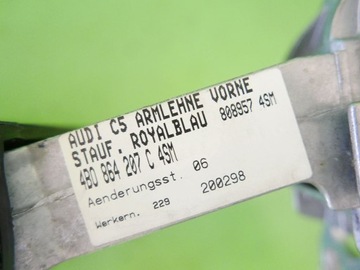 AUDI C5 ARMLEHNE VORNE
STAUF. ROYALBLAU 808957 4SM
4B0 864 207 C 4SM
Aenderungsst. 06
Werkern. 229 200298